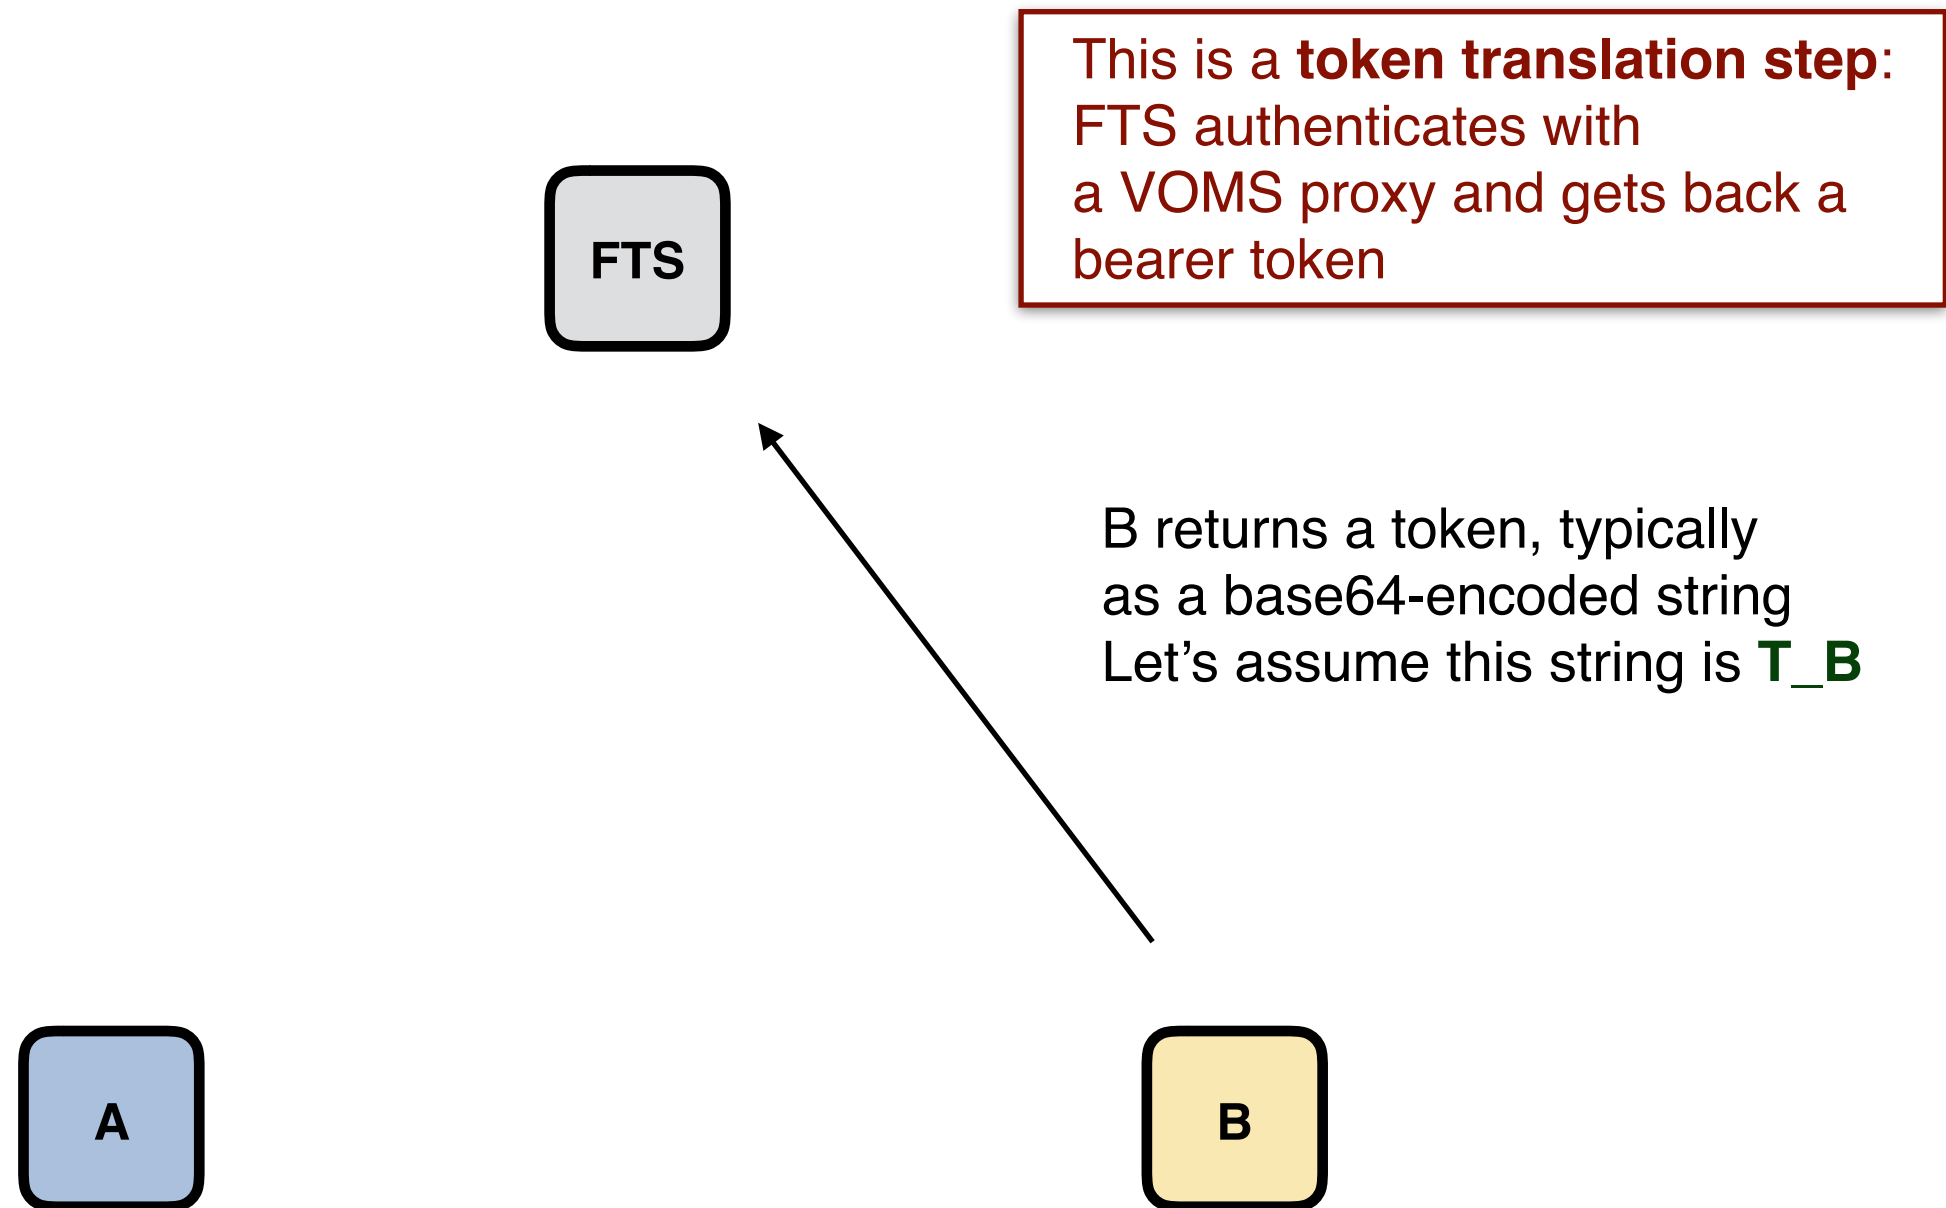 This is a token translation step:
FTS authenticates with
a VOMS proxy and gets back a
bearer token
FTS
B returns a token, typically
as a base64-encoded string
Let’s assume this string is T_B
A
B